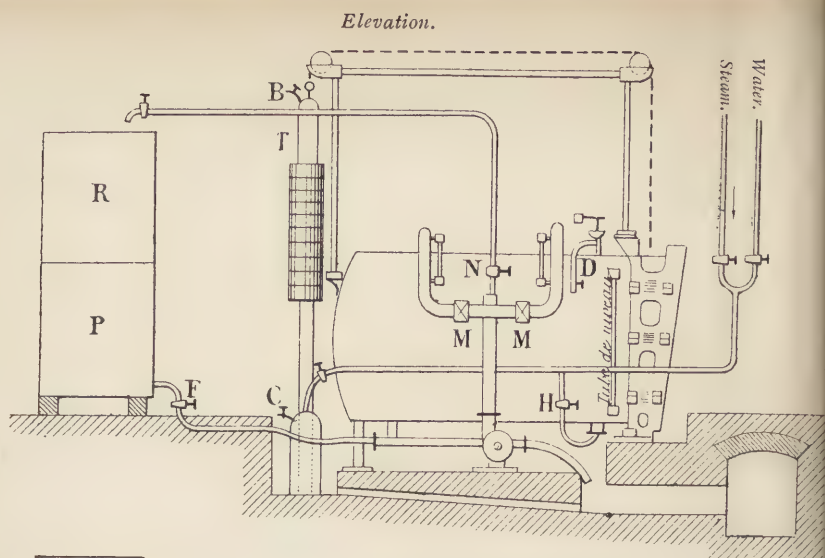 Elevation.
Steam.
Water.
B
T
R
N
D
P
M
M
Tube de niveau
F
C
H